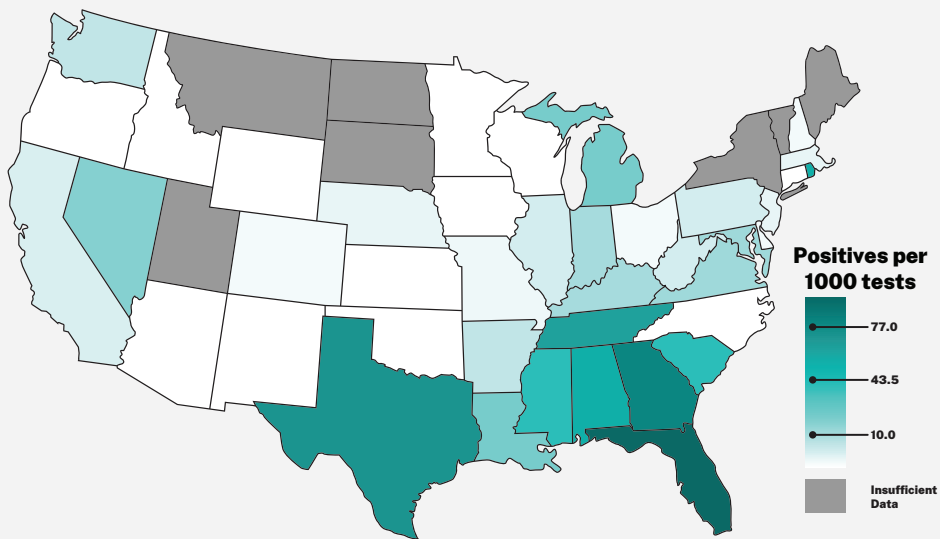 Positives per
1000 tests
77.0
43.5
10.0
Insufficient
Data